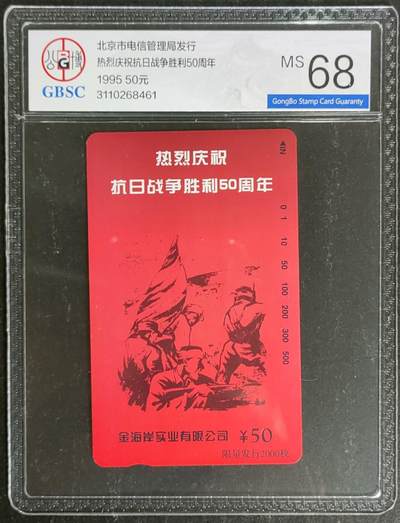 北京市电信管理局发行
热烈庆祝抗日战争胜利50周年
1995 50元
3110268461
公博
BG
GBSC
MS 68
GongBo Stamp Card Guaranty
热烈庆祝
抗日战争胜利50周年
IN
0 1 10 50 100 200 300 500
金海岸实业有限公司 ¥50
限量发行2000枚